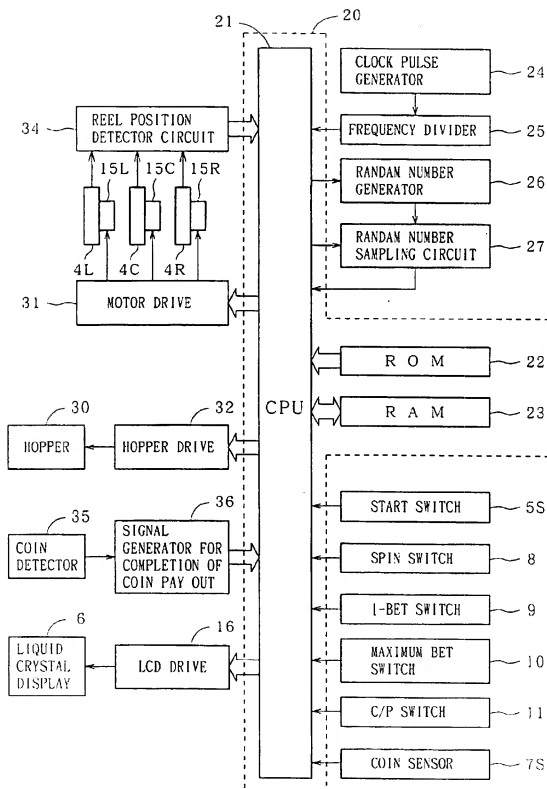 20
21
CLOCK PULSE
GENERATOR
24
REEL POSITION
DETECTOR CIRCUIT
34
FREQUENCY DIVIDER
25
15L 15C 15R
RANDAM NUMBER
GENERATOR
26
RANDAM NUMBER
SAMPLING CIRCUIT
27
4L 4C 4R
31
MOTOR DRIVE
ROM
22
CPU
RAM
23
30
32
HOPPER
HOPPER DRIVE
35
36
START SWITCH
5S
COIN
DETECTOR
SIGNAL
GENERATOR FOR
COMPLETION OF
COIN PAY OUT
SPIN SWITCH
8
1-BET SWITCH
9
6
16
LIQUID
CRYSTAL
DISPLAY
LCD DRIVE
MAXIMUM BET
SWITCH
10
C/P SWITCH
11
COIN SENSOR
7S